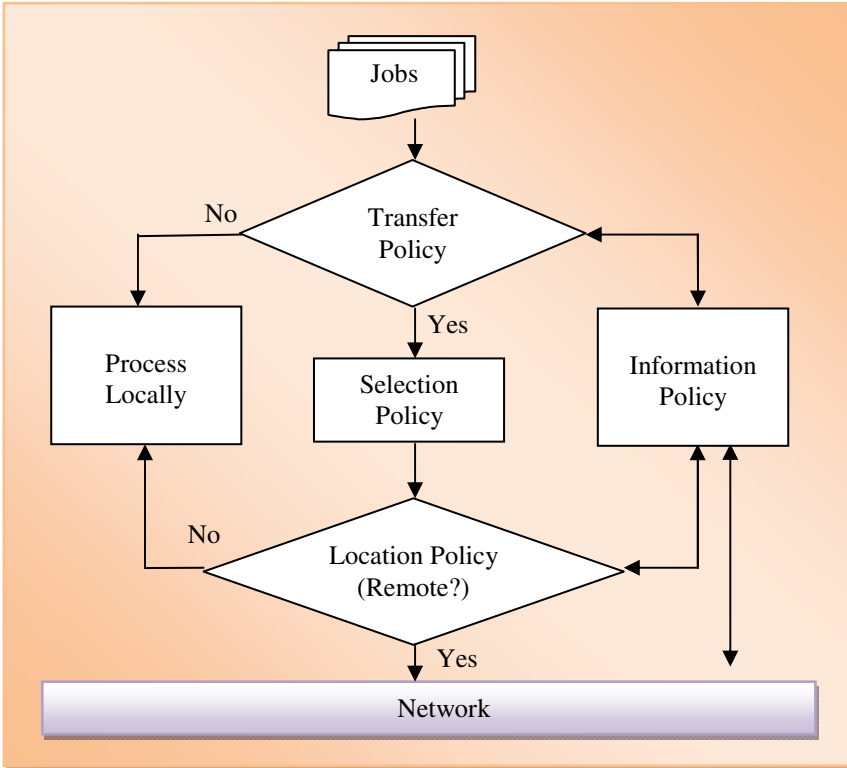 Jobs
No
Transfer
Policy
Yes
Process
Locally
Selection
Policy
Information
Policy
No
Location Policy
(Remote?)
Yes
Network